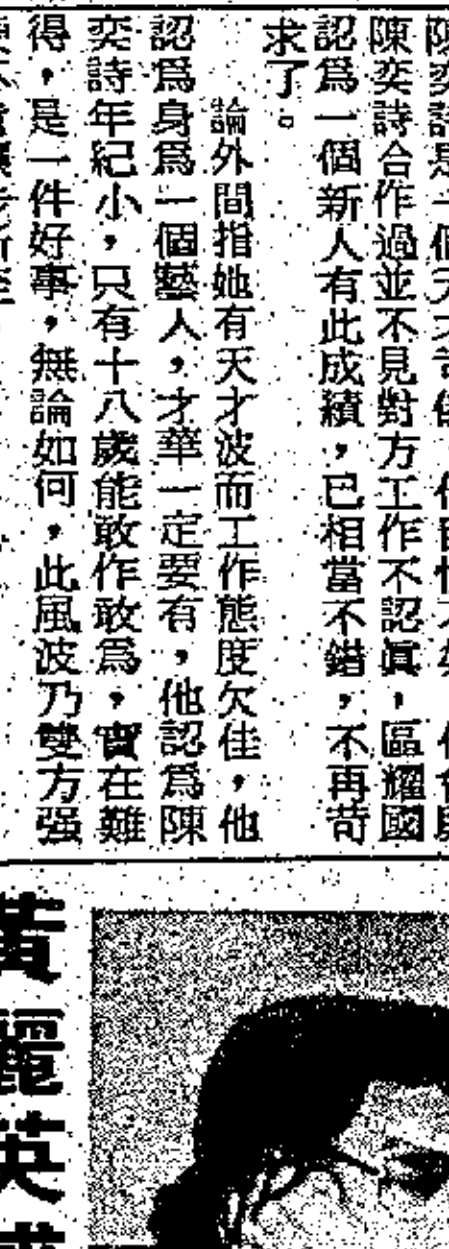 陳奕詩是一個天才
陳奕詩合作過並不見對方工作不認眞，區耀國
認爲一個新人有此成績，已相當不錯，不再苛
求了。
論外間指她有天才波而工作態度欠佳，他
認爲身爲一個藝人，才華一定要有，他認爲陳
奕詩年紀小，只有十八歲能敢作敢爲，實在難
得，是一件好事，無論如何，此風波乃雙方强
黃麗英